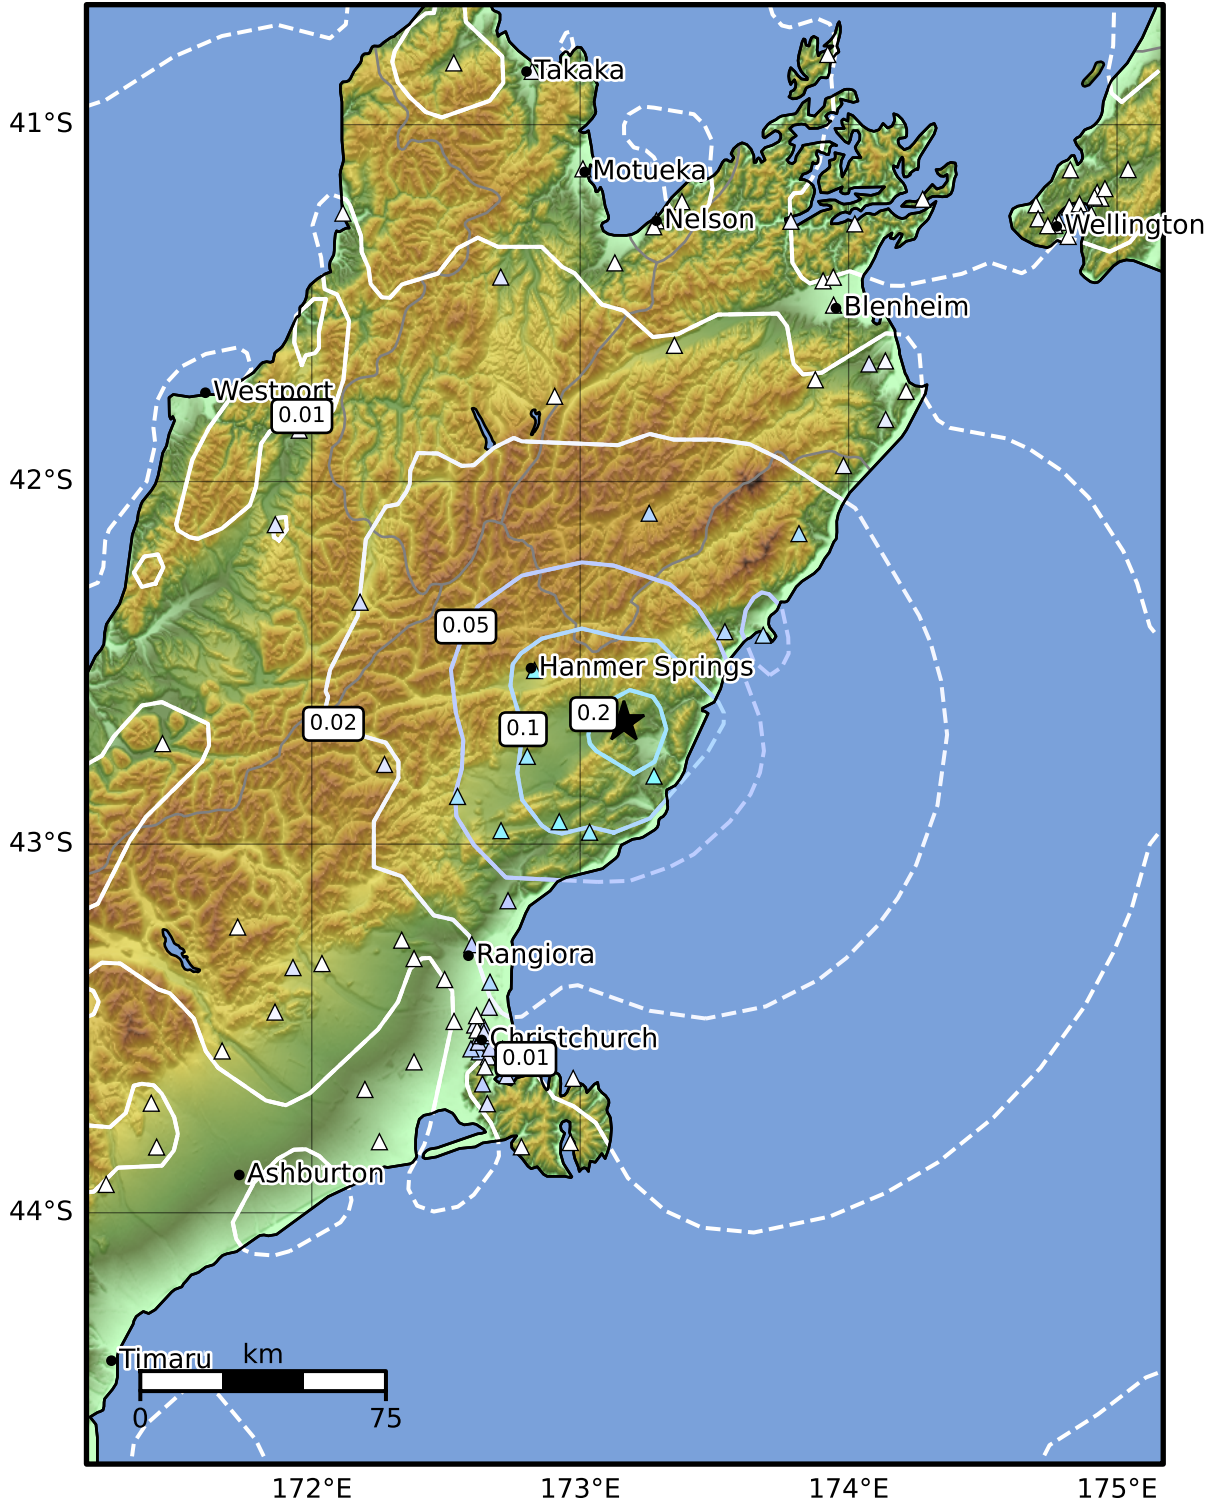 Takaka
41°S
Motueka
Nelson
Wellington
Blenheim
Westport
0.01
42°S
0.05
Hanmer Springs
0.02
0.1
0.2
43°S
Rangiora
Christchurch
0.01
Ashburton
44°S
Timaru
km
0
75
172°E
173°E
174°E
175°E